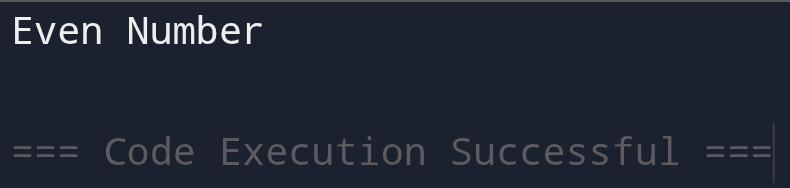 Even Number
=== Code Execution Successful ===